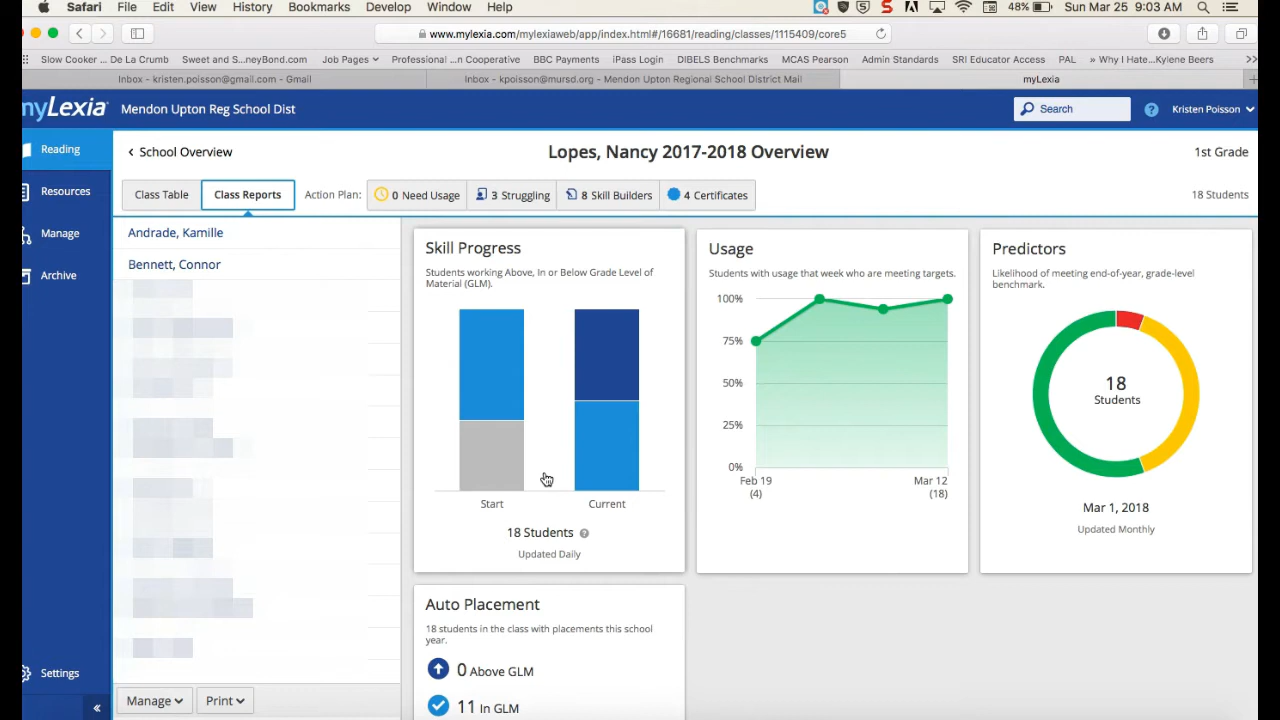 Safari File Edit View History Bookmarks Develop Window Help 48% Sun Mar 25 9:03 AM
www.mylexia.com/mylexiaweb/app/index.html#/16681/reading/classes/1115409/core5
Slow Cooker ... De La Crumb Sweet and S...neyBond.com Job Pages Professional ...n Cooperative BBQ Payments iPass Login DIBELS Benchmarks MCAS Pearson Admin Standards SRI Educator Access PAL » Why I Hate...Kylene Beers
Inbox - kristen.poisson@gmail.com - Gmail Inbox - kpoisson@mursd.org - Mendon Upton Regional School District Mail myLexia
myLexia Mendon Upton Reg School Dist Search Kristen Poisson
Reading
Resources
Manage
Archive
Settings
School Overview Lopes, Nancy 2017-2018 Overview 1st Grade
Class Table Class Reports Action Plan: 0 Need Usage 3 Struggling 8 Skill Builders 4 Certificates 18 Students
Andrade, Kamille
Bennett, Connor
Manage Print
Skill Progress
Students working Above, In or Below Grade Level of
Material (GLM).
Start Current
18 Students
Updated Daily
Usage
Students with usage that week who are meeting targets.
100%
75%
50%
25%
0%
Feb 19 Mar 12
(4) (18)
Predictors
Likelihood of meeting end-of-year, grade-level
benchmark.
18
Students
Mar 1, 2018
Updated Monthly
Auto Placement
18 students in the class with placements this school
year.
0 Above GLM
11 In GLM